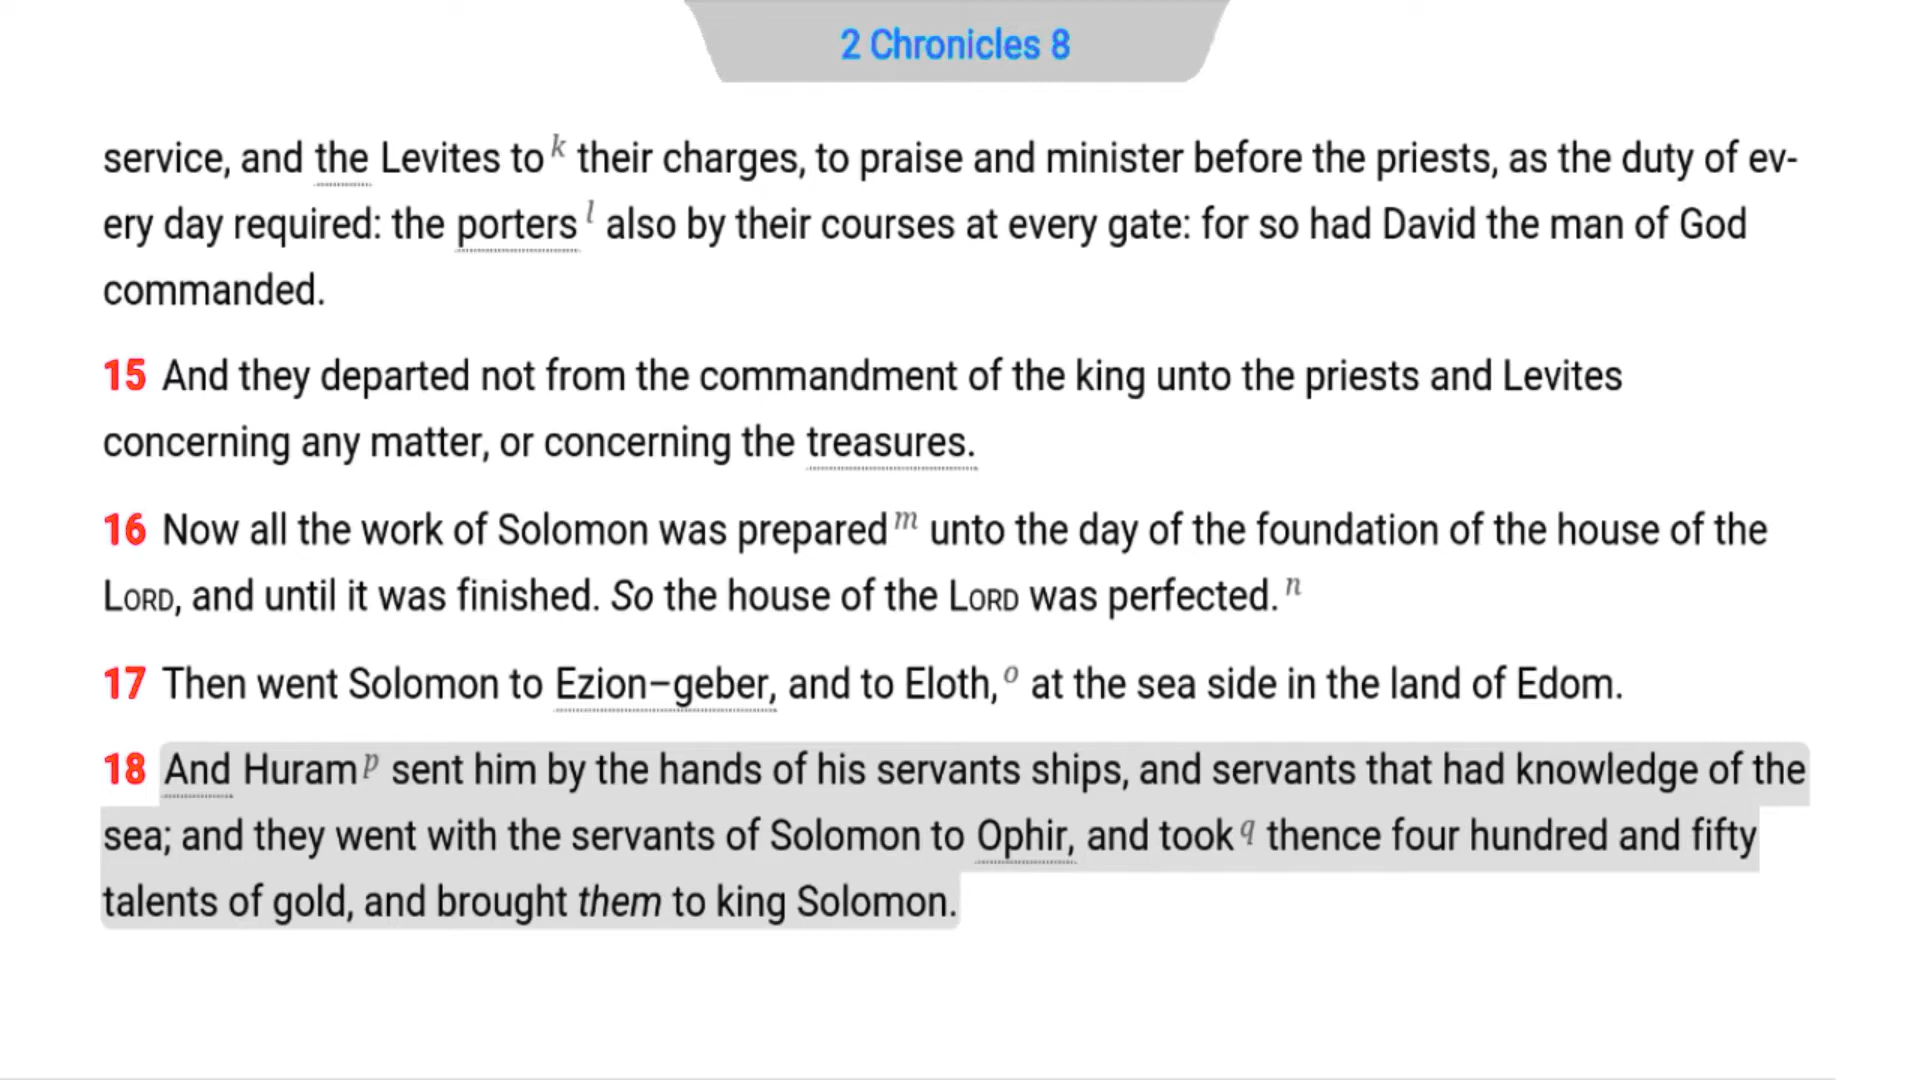 2 Chronicles 8
service, and the Levites to k their charges, to praise and minister before the priests, as the duty of ev-
ery day required: the porters l also by their courses at every gate: for so had David the man of God
commanded.
15 And they departed not from the commandment of the king unto the priests and Levites
concerning any matter, or concerning the treasures.
16 Now all the work of Solomon was prepared m unto the day of the foundation of the house of the
LORD, and until it was finished. So the house of the LORD was perfected. n
17 Then went Solomon to Ezion–geber, and to Eloth, o at the sea side in the land of Edom.
18 And Huram p sent him by the hands of his servants ships, and servants that had knowledge of the
sea; and they went with the servants of Solomon to Ophir, and took q thence four hundred and fifty
talents of gold, and brought them to king Solomon.